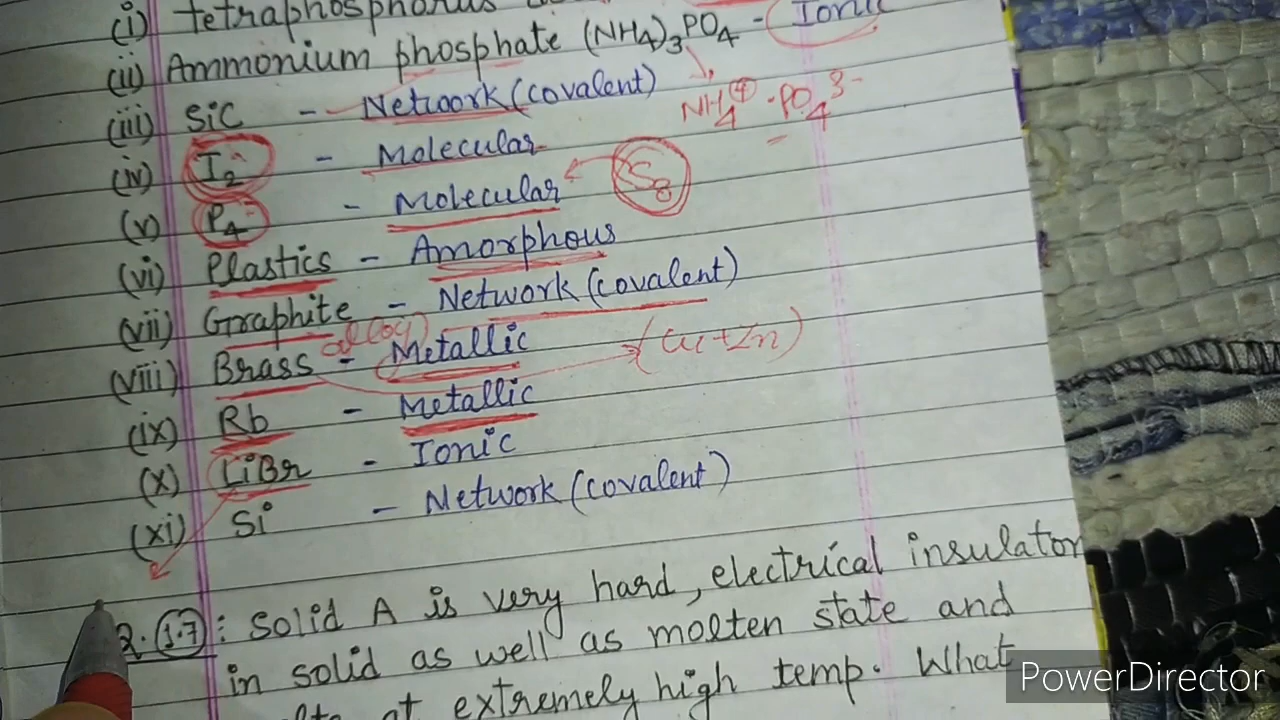 (i) tetraphosphorus
(ii) Ammonium phosphate (NH4)3PO4 - Ionic
NH4⊕ · PO4 3-
(iii) SiC - Network (covalent)
(iv) I2 - Molecular
S8
(v) P4 - Molecular
(vi) Plastics - Amorphous
(vii) Graphite - Network (covalent)
alloy
(viii) Brass - Metallic (Cu+Zn)
(ix) Rb - Metallic
(x) LiBr - Ionic
(xi) Si - Network (covalent)
Q. 1.7 : Solid A is very hard, electrical insulator
in solid as well as molten state and
at extremely high temp. What
PowerDirector